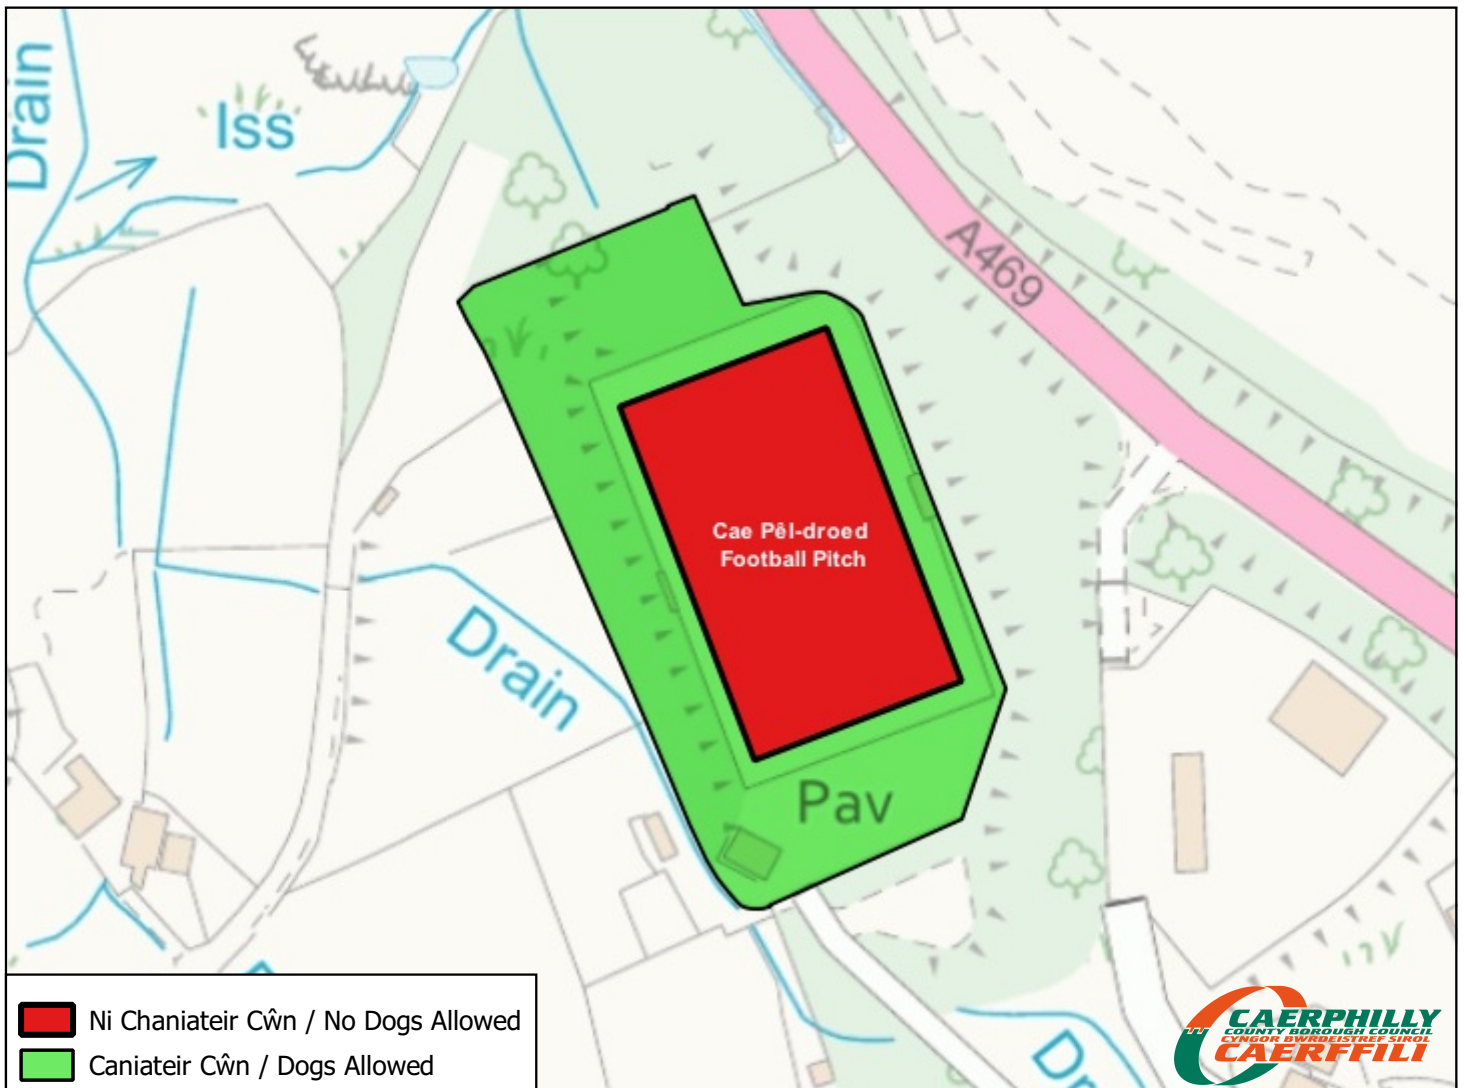 Drain
Iss
A469
Cae Pêl-droed
Football Pitch
Drain
Pav
Ni Chaniateir Cŵn / No Dogs Allowed
Caniateir Cŵn / Dogs Allowed
CAERPHILLY
COUNTY BOROUGH COUNCIL
CYNGOR BWRDEISTREF SIROL
CAERFFILI